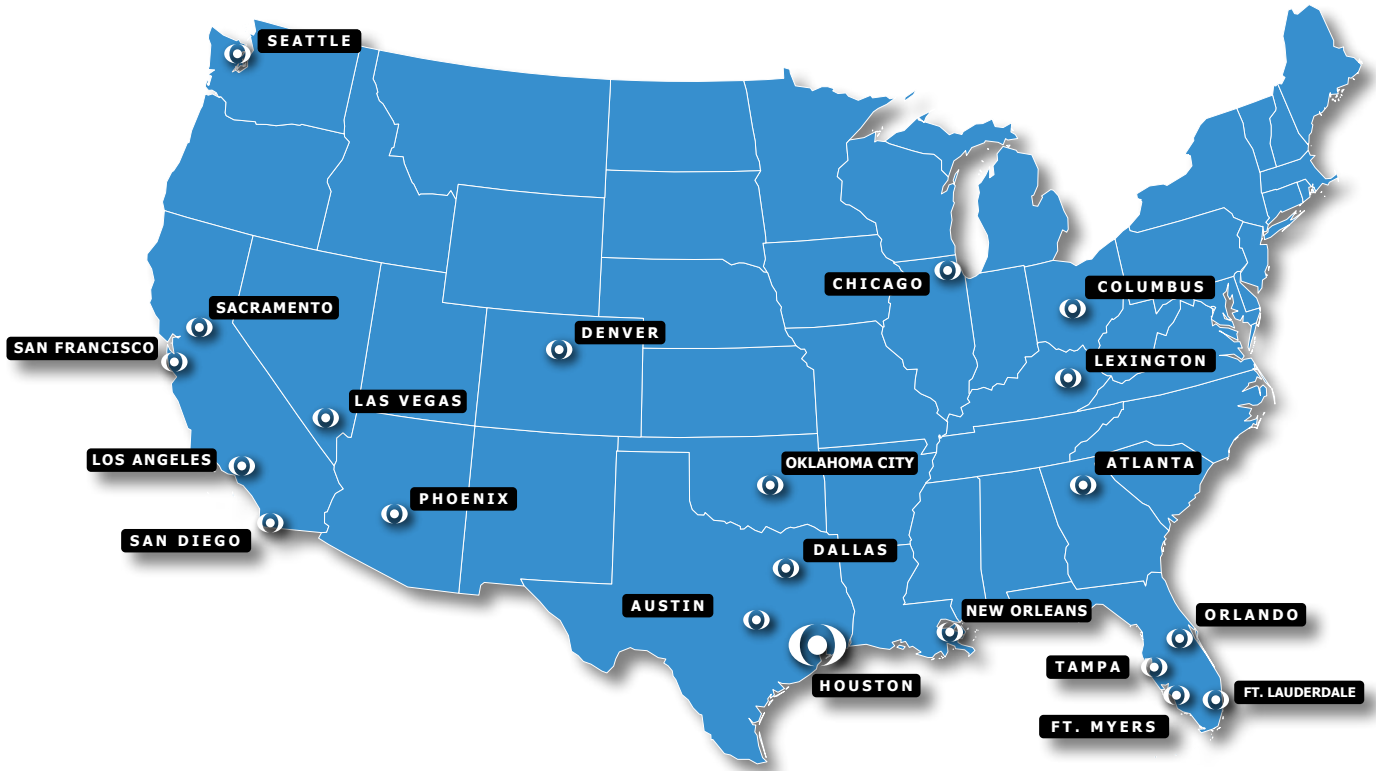 SEATTLE
CHICAGO
COLUMBUS
SACRAMENTO
DENVER
SAN FRANCISCO
LEXINGTON
LAS VEGAS
LOS ANGELES
OKLAHOMA CITY
ATLANTA
PHOENIX
SAN DIEGO
DALLAS
AUSTIN
NEW ORLEANS
ORLANDO
TAMPA
HOUSTON
FT. LAUDERDALE
FT. MYERS